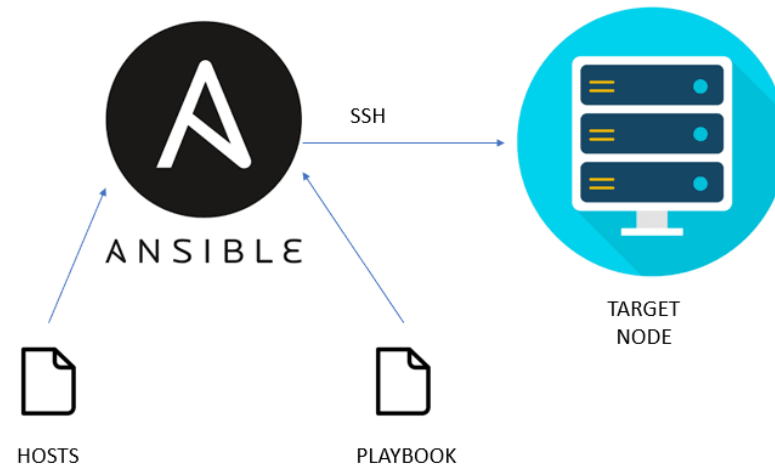 SSH
ANSIBLE
TARGET
NODE
HOSTS
PLAYBOOK